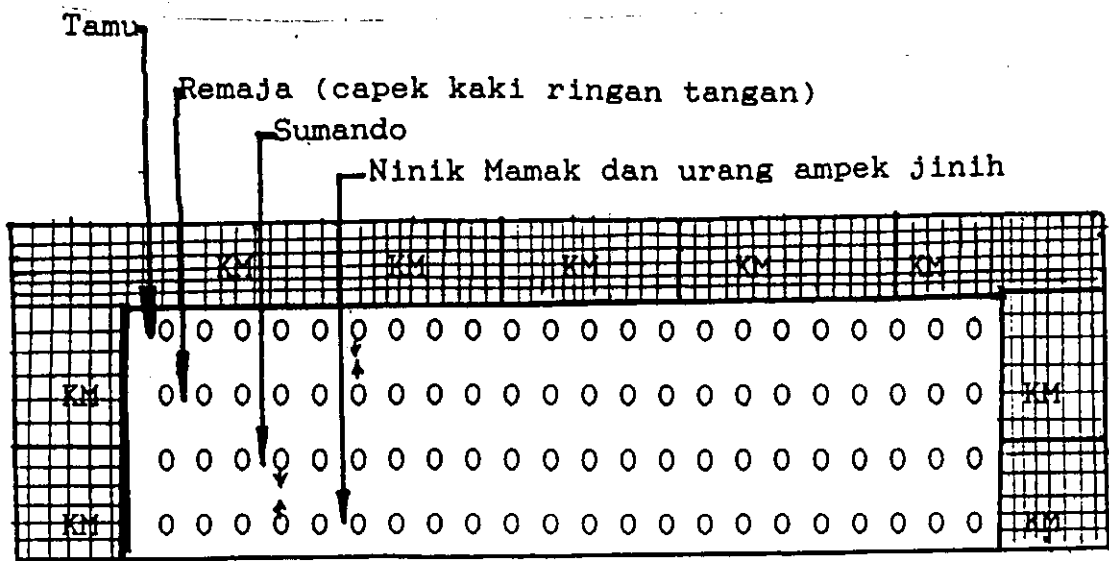 Tamu
Remaja (capek kaki ringan tangan)
Sumando
Ninik Mamak dan urang ampek jinih
KM KM KM KM KM
O O O O O O O O O O O O O O O O O O O O O O
KM O O O O O O O O O O O O O O O O O O O O O O KM
O O O O O O O O O O O O O O O O O O O O O O
KM O O O O O O O O O O O O O O O O O O O O O O KM